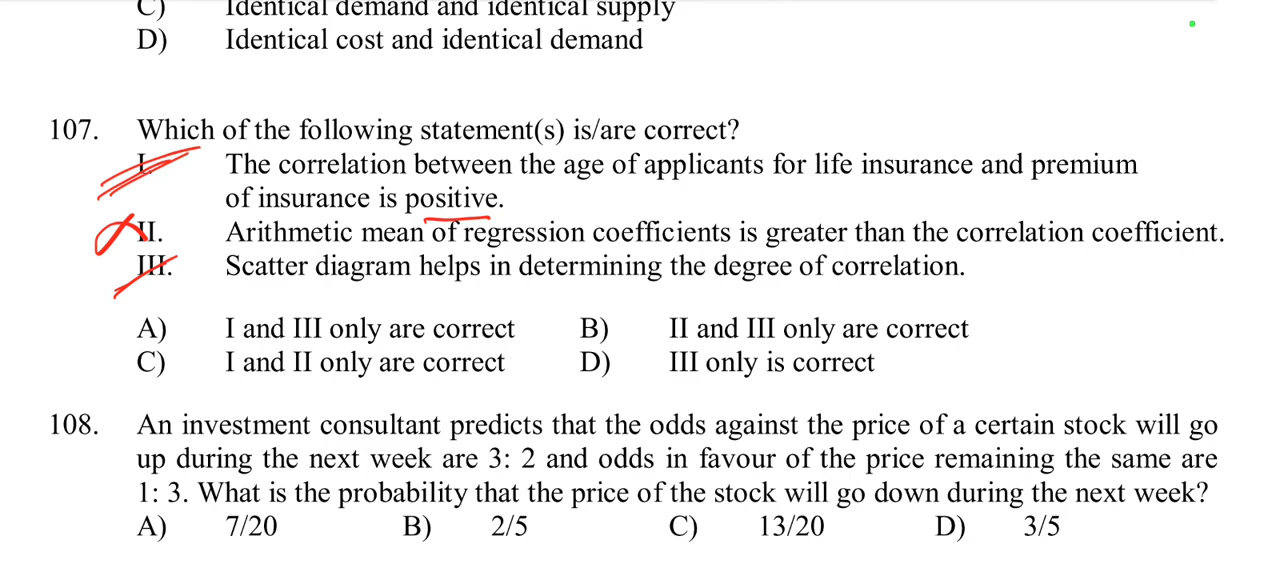 C) Identical demand and identical supply
D) Identical cost and identical demand
107. Which of the following statement(s) is/are correct?
I. The correlation between the age of applicants for life insurance and premium
of insurance is positive.
II. Arithmetic mean of regression coefficients is greater than the correlation coefficient.
III. Scatter diagram helps in determining the degree of correlation.
A) I and III only are correct B) II and III only are correct
C) I and II only are correct D) III only is correct
108. An investment consultant predicts that the odds against the price of a certain stock will go
up during the next week are 3: 2 and odds in favour of the price remaining the same are
1: 3. What is the probability that the price of the stock will go down during the next week?
A) 7/20 B) 2/5 C) 13/20 D) 3/5